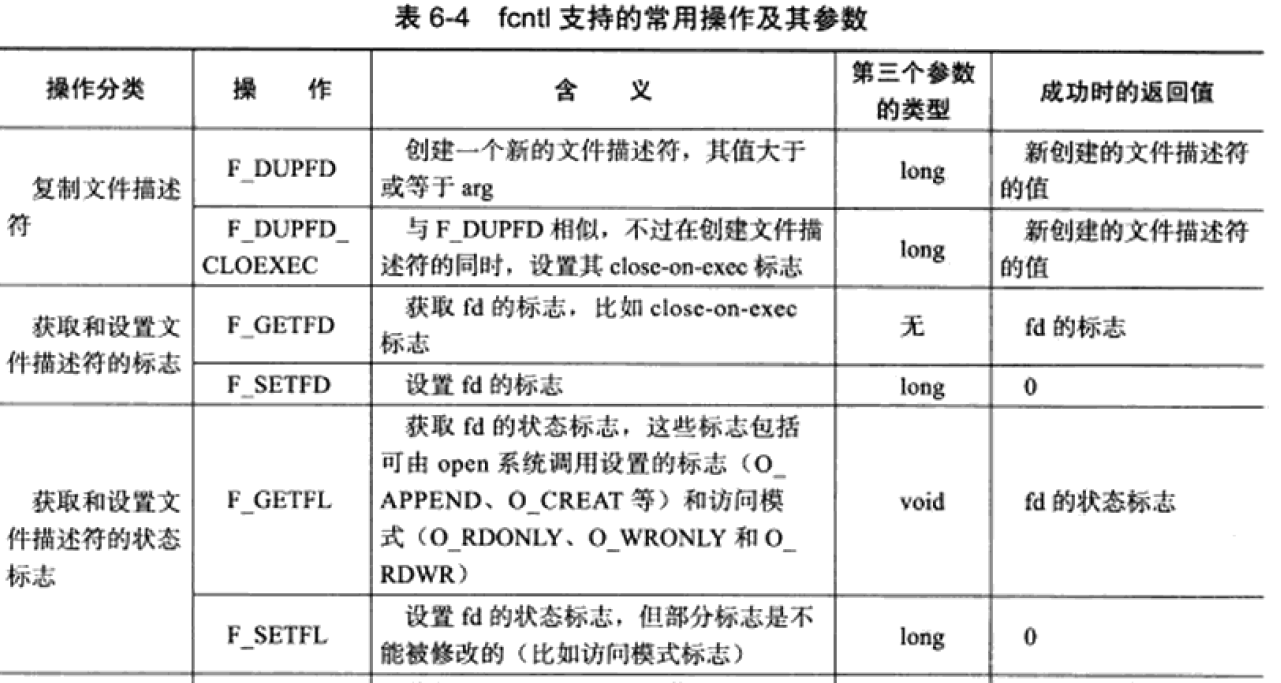 表 6-4 fcntl 支持的常用操作及其参数
操作分类
操 作
含 义
第三个参数
的类型
成功时的返回值
复制文件描述
符
F_DUPFD
创建一个新的文件描述符，其值大于
或等于 arg
long
新创建的文件描述符
的值
F_DUPFD_
CLOEXEC
与 F_DUPFD 相似，不过在创建文件描
述符的同时，设置其 close-on-exec 标志
long
新创建的文件描述符
的值
获取和设置文
件描述符的标志
F_GETFD
获取 fd 的标志，比如 close-on-exec
标志
无
fd 的标志
F_SETFD
设置 fd 的标志
long
0
获取和设置文
件描述符的状态
标志
F_GETFL
获取 fd 的状态标志，这些标志包括
可由 open 系统调用设置的标志（O_
APPEND、O_CREAT 等）和访问模
式（O_RDONLY、O_WRONLY 和 O_
RDWR）
void
fd 的状态标志
F_SETFL
设置 fd 的状态标志，但部分标志是不
能被修改的（比如访问模式标志）
long
0